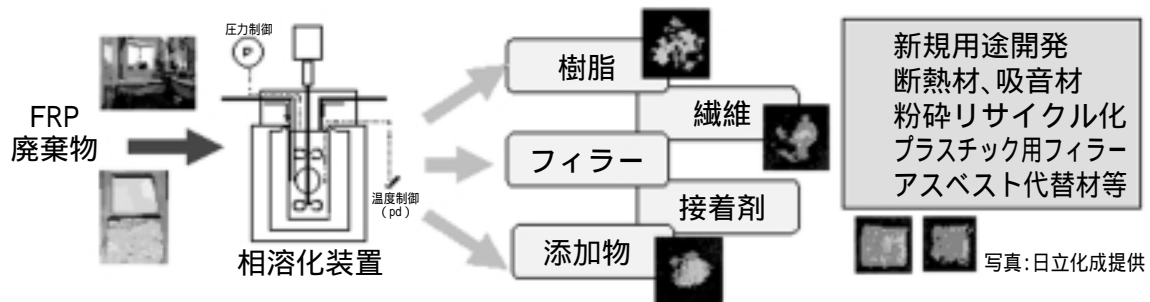 圧力制御
P
FRP
廃棄物
温度制御
(pd)
相溶化装置
樹脂
繊維
フィラー
接着剤
添加物
新規用途開発
断熱材、吸音材
粉砕リサイクル化
プラスチック用フィラー
アスベスト代替材等
写真:日立化成提供